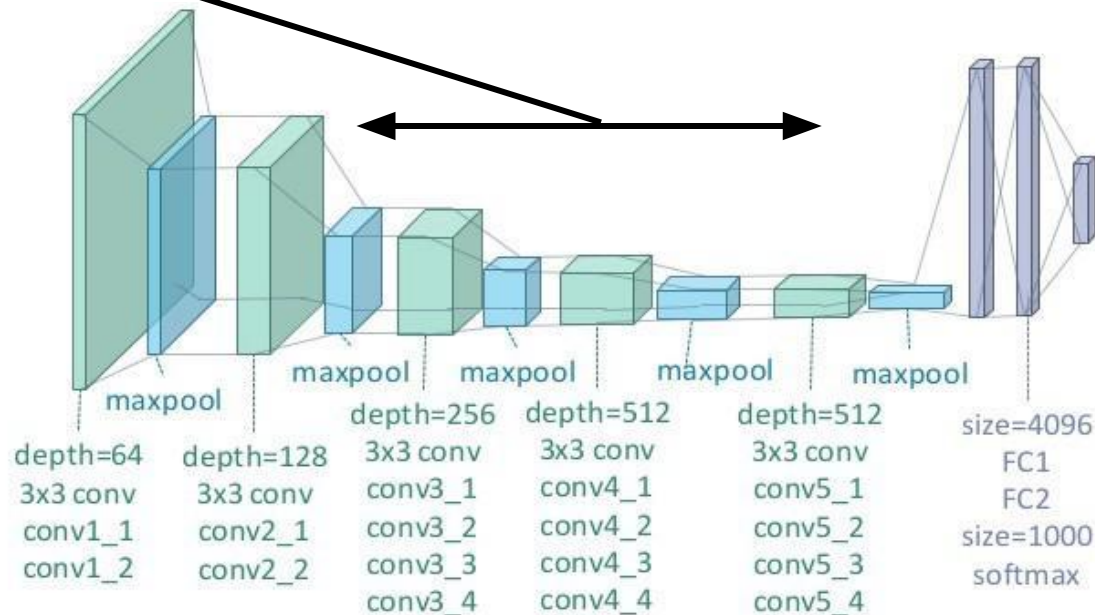 maxpool
maxpool
maxpool
maxpool
maxpool
depth=64
3x3 conv
conv1_1
conv1_2
depth=128
3x3 conv
conv2_1
conv2_2
depth=256
3x3 conv
conv3_1
conv3_2
conv3_3
conv3_4
depth=512
3x3 conv
conv4_1
conv4_2
conv4_3
conv4_4
depth=512
3x3 conv
conv5_1
conv5_2
conv5_3
conv5_4
size=4096
FC1
FC2
size=1000
softmax